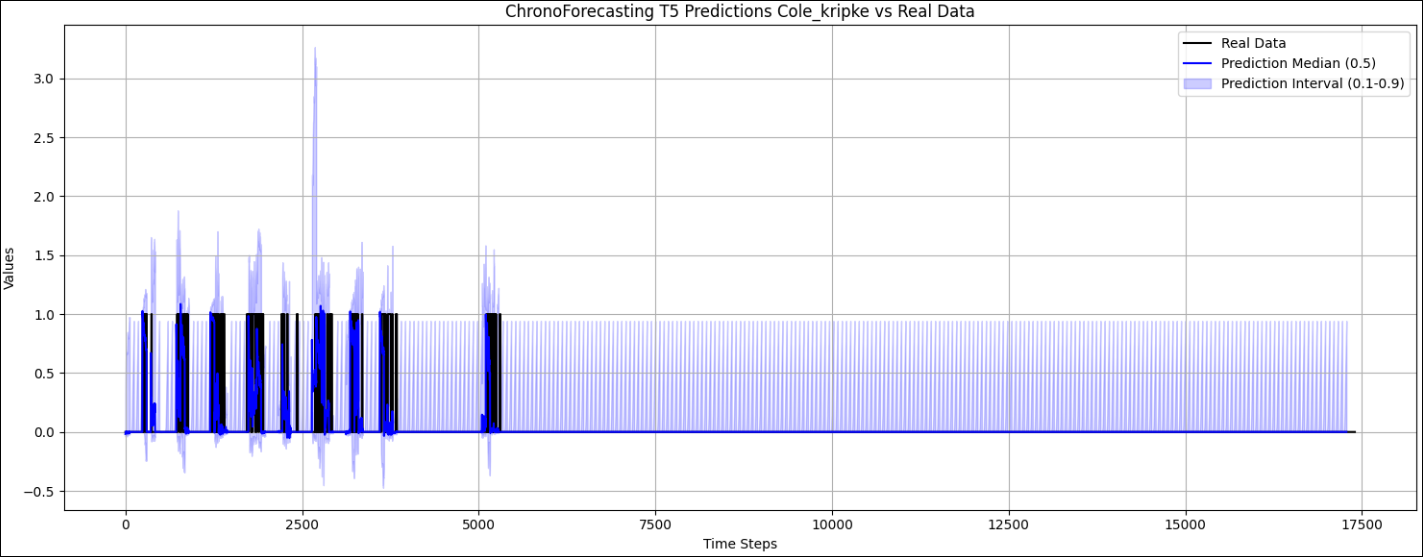 ChronoForecasting T5 Predictions Cole_kripke vs Real Data
Real Data
Prediction Median (0.5)
Prediction Interval (0.1-0.9)
Values
3.0
2.5
2.0
1.5
1.0
0.5
0.0
−0.5
0 2500 5000 7500 10000 12500 15000 17500
Time Steps